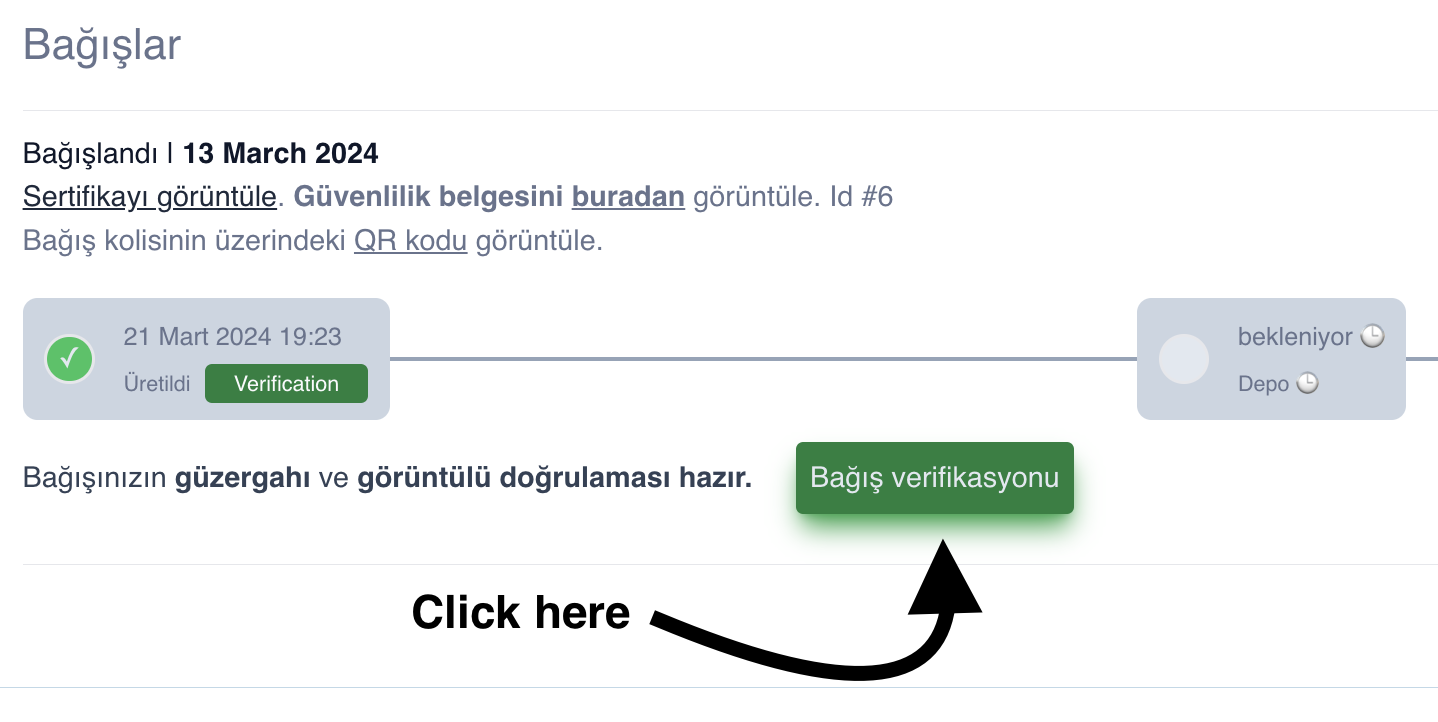 Bağışlar
Bağışlandı | 13 March 2024
Sertifikayı görüntüle. Güvenlilik belgesini buradan görüntüle. Id #6
Bağış kolisinin üzerindeki QR kodu görüntüle.
21 Mart 2024 19:23
Üretildi Verification
bekleniyor 🕒
Depo 🕒
Bağışınızın güzergahı ve görüntülü doğrulaması hazır.
Bağış verifikasyonu
Click here